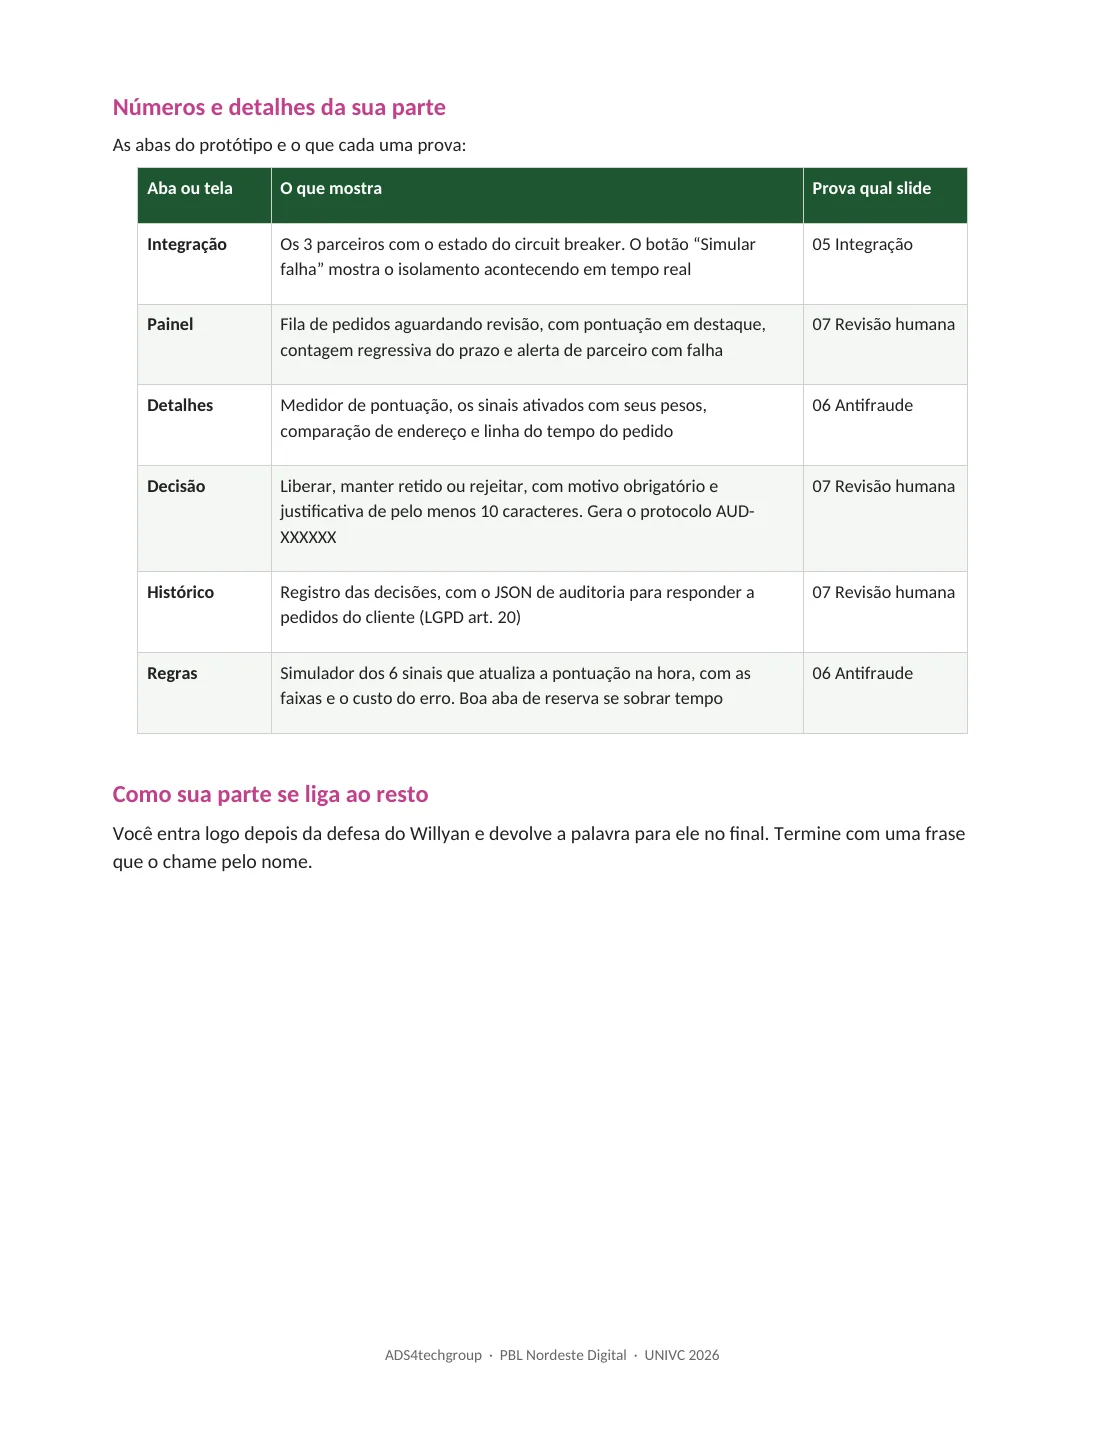 Números e detalhes da sua parte
As abas do protótipo e o que cada uma prova:
Aba ou tela O que mostra Prova qual slide
Integração Os 3 parceiros com o estado do circuit breaker. O botão “Simular 05 Integração
falha” mostra o isolamento acontecendo em tempo real
Painel Fila de pedidos aguardando revisão, com pontuação em destaque, 07 Revisão humana
contagem regressiva do prazo e alerta de parceiro com falha
Detalhes Medidor de pontuação, os sinais ativados com seus pesos, 06 Antifraude
comparação de endereço e linha do tempo do pedido
Decisão Liberar, manter retido ou rejeitar, com motivo obrigatório e 07 Revisão humana
justificativa de pelo menos 10 caracteres. Gera o protocolo AUD-
XXXXXX
Histórico Registro das decisões, com o JSON de auditoria para responder a 07 Revisão humana
pedidos do cliente (LGPD art. 20)
Regras Simulador dos 6 sinais que atualiza a pontuação na hora, com as 06 Antifraude
faixas e o custo do erro. Boa aba de reserva se sobrar tempo
Como sua parte se liga ao resto
Você entra logo depois da defesa do Willyan e devolve a palavra para ele no final. Termine com uma frase
que o chame pelo nome.
ADS4techgroup · PBL Nordeste Digital · UNIVC 2026